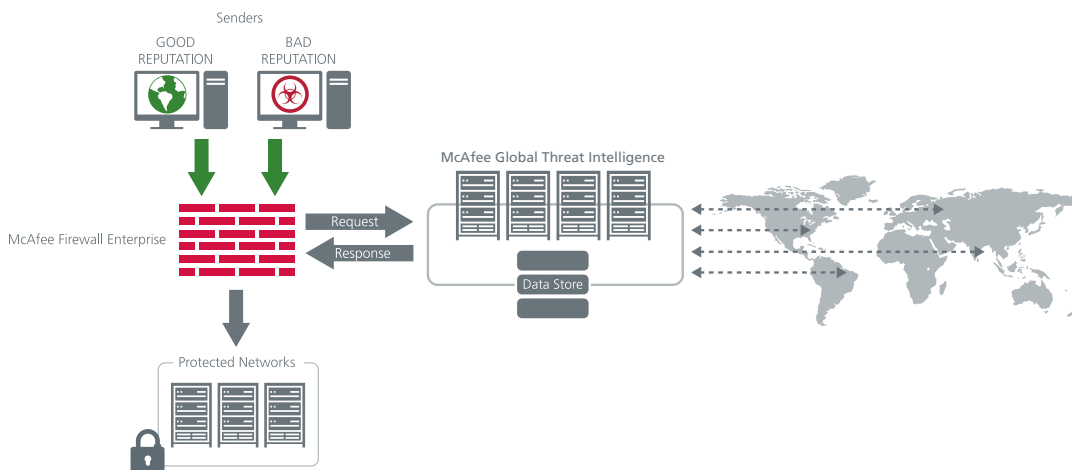 Senders
GOOD
REPUTATION
BAD
REPUTATION
McAfee Global Threat Intelligence
McAfee Firewall Enterprise
Request
Response
Data Store
Protected Networks